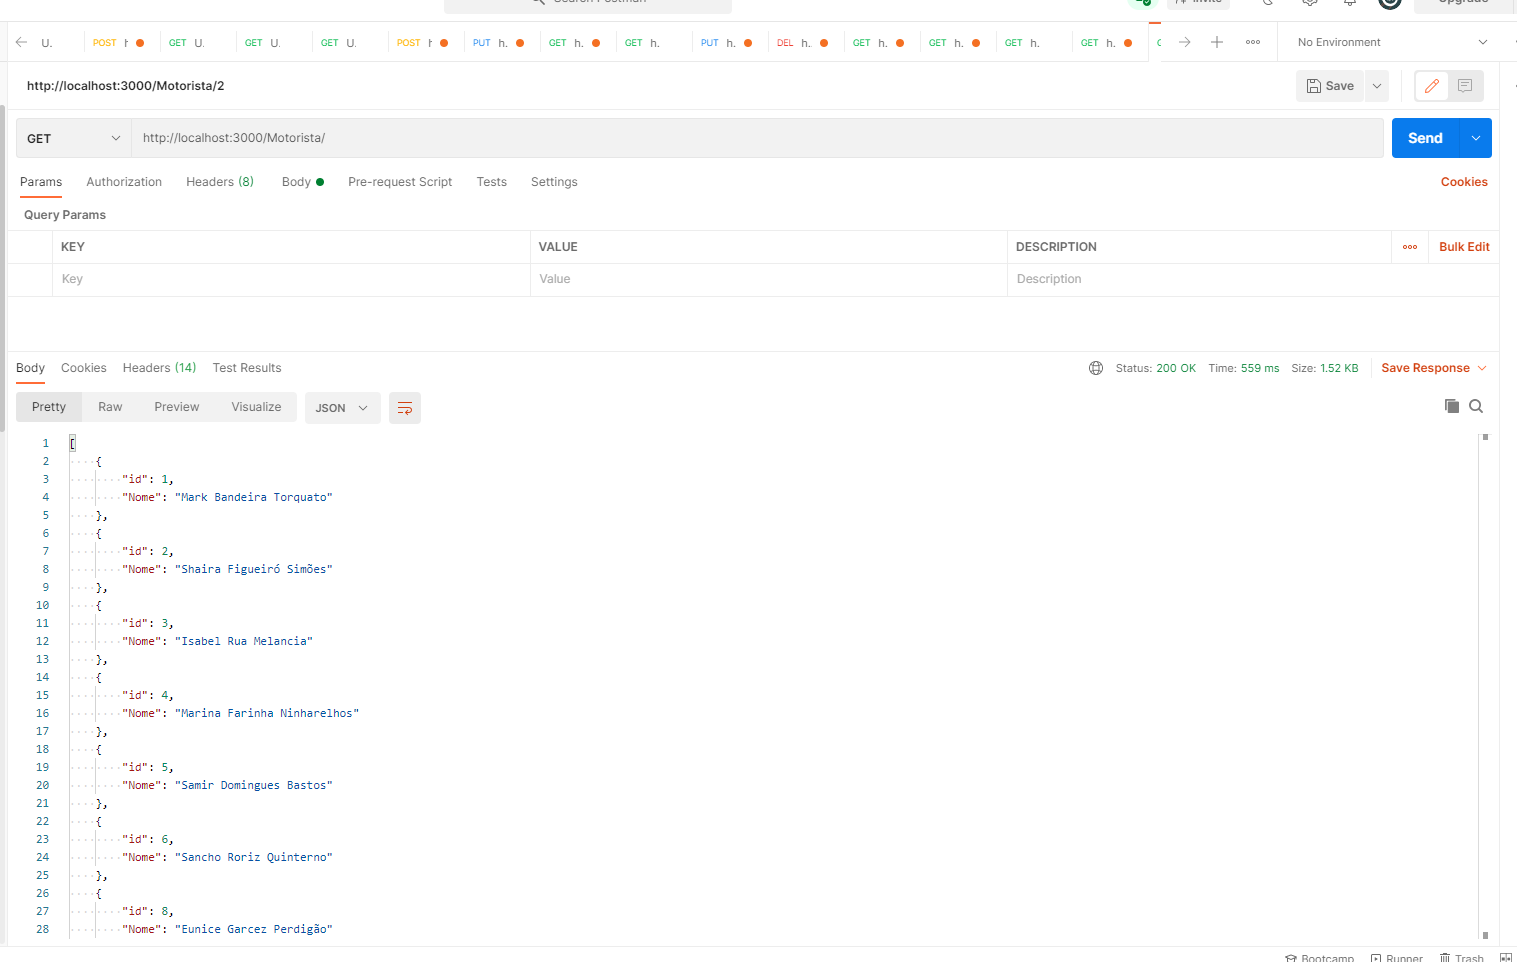 Search Postman
Invite
Upgrade
U. POST h GET U. GET U. GET U. POST h PUT h. GET h. GET h. PUT h. DEL h.. GET h. GET h. GET h. GET h. No Environment
http://localhost:3000/Motorista/2
Save
GET http://localhost:3000/Motorista/ Send
Params Authorization Headers (8) Body Pre-request Script Tests Settings Cookies
Query Params
KEY VALUE DESCRIPTION Bulk Edit
Key Value Description
Body Cookies Headers (14) Test Results Status: 200 OK Time: 559 ms Size: 1.52 KB Save Response
Pretty Raw Preview Visualize JSON
1 [
2 {
3 "id": 1,
4 "Nome": "Mark Bandeira Torquato"
5 },
6 {
7 "id": 2,
8 "Nome": "Shaira Figueiró Simões"
9 },
10 {
11 "id": 3,
12 "Nome": "Isabel Rua Melancia"
13 },
14 {
15 "id": 4,
16 "Nome": "Marina Farinha Ninharelhos"
17 },
18 {
19 "id": 5,
20 "Nome": "Samir Domingues Bastos"
21 },
22 {
23 "id": 6,
24 "Nome": "Sancho Roriz Quinterno"
25 },
26 {
27 "id": 8,
28 "Nome": "Eunice Garcez Perdigão"
Bootcamp Runner Trash